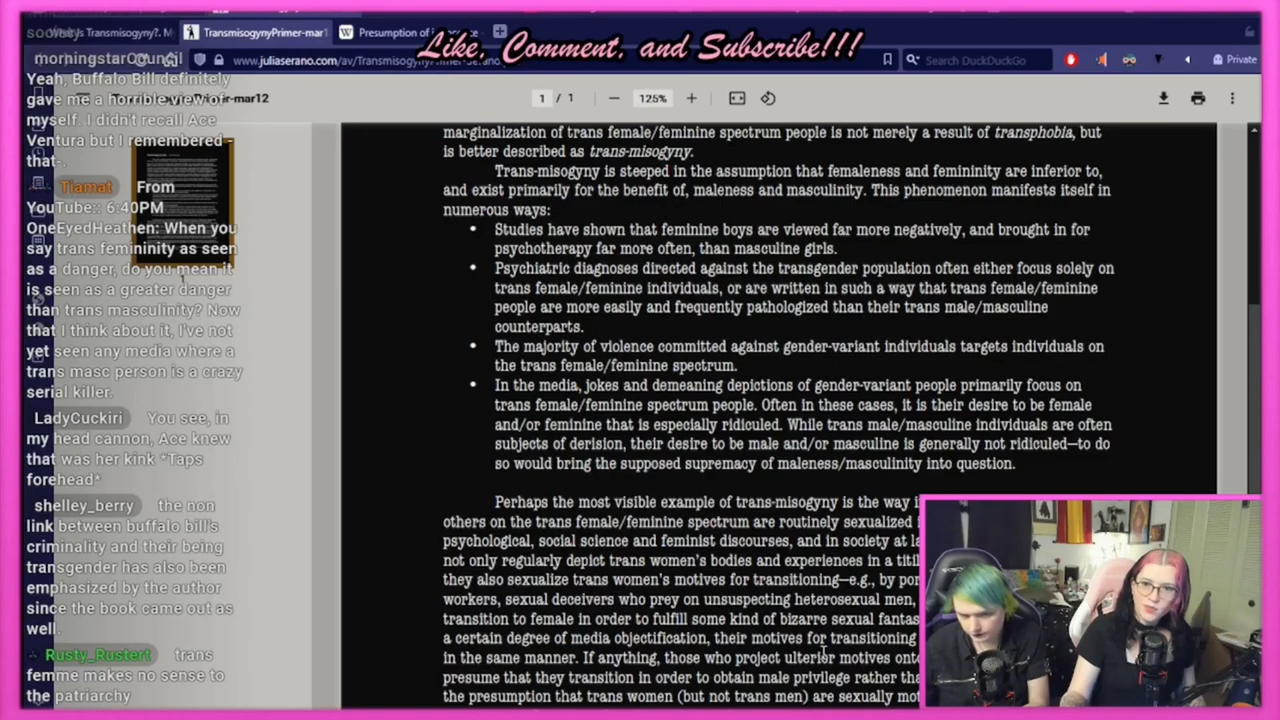 What Is Transmisogyny?. M
TransmisogynyPrimer-mar1
Presumption of
Like, Comment, and Subscribe!!!
www.juliaserano.com/av/TransmisogynyPrimer-Serano
Search DuckDuckGo
Private
TransmisogynyPrimer-mar12
1 / 1
125%
society
morningstarCouncil
Yeah, Buffalo Bill definitely
gave me a horrible view of
myself. I didn't recall Ace
Ventura but I remembered -
that-.
Tiamat From
YouTube:: 6:40PM
OneEyedHeathen: When you
say trans femininity as seen
as a danger, do you mean it
is seen as a greater danger
than trans masculinity? Now
that I think about it, I've not
yet seen any media where a
trans masc person is a crazy
serial killer.
LadyCuckiri You see, in
my head cannon, Ace knew
that was her kink *Taps
forehead*
shelley_berry the non
link between buffalo bill's
criminality and their being
transgender has also been
emphasized by the author
since the book came out as
well.
Rusty_Rustert trans
femme makes no sense to
the patriarchy
marginalization of trans female/feminine spectrum people is not merely a result of transphobia, but
is better described as trans-misogyny.
Trans-misogyny is steeped in the assumption that femaleness and femininity are inferior to,
and exist primarily for the benefit of, maleness and masculinity. This phenomenon manifests itself in
numerous ways:
• Studies have shown that feminine boys are viewed far more negatively, and brought in for
psychotherapy far more often, than masculine girls.
• Psychiatric diagnoses directed against the transgender population often either focus solely on
trans female/feminine individuals, or are written in such a way that trans female/feminine
people are more easily and frequently pathologized than their trans male/masculine
counterparts.
• The majority of violence committed against gender-variant individuals targets individuals on
the trans female/feminine spectrum.
• In the media, jokes and demeaning depictions of gender-variant people primarily focus on
trans female/feminine spectrum people. Often in these cases, it is their desire to be female
and/or feminine that is especially ridiculed. While trans male/masculine individuals are often
subjects of derision, their desire to be male and/or masculine is generally not ridiculed—to do
so would bring the supposed supremacy of maleness/masculinity into question.
Perhaps the most visible example of trans-misogyny is the way i
others on the trans female/feminine spectrum are routinely sexualized i
psychological, social science and feminist discourses, and in society at la
not only regularly depict trans women's bodies and experiences in a titil
they also sexualize trans women's motives for transitioning—e.g., by por
workers, sexual deceivers who prey on unsuspecting heterosexual men,
transition to female in order to fulfill some kind of bizarre sexual fantas
a certain degree of media objectification, their motives for transitioning
in the same manner. If anything, those who project ulterior motives onto
presume that they transition in order to obtain male privilege rather tha
the presumption that trans women (but not trans men) are sexually mot